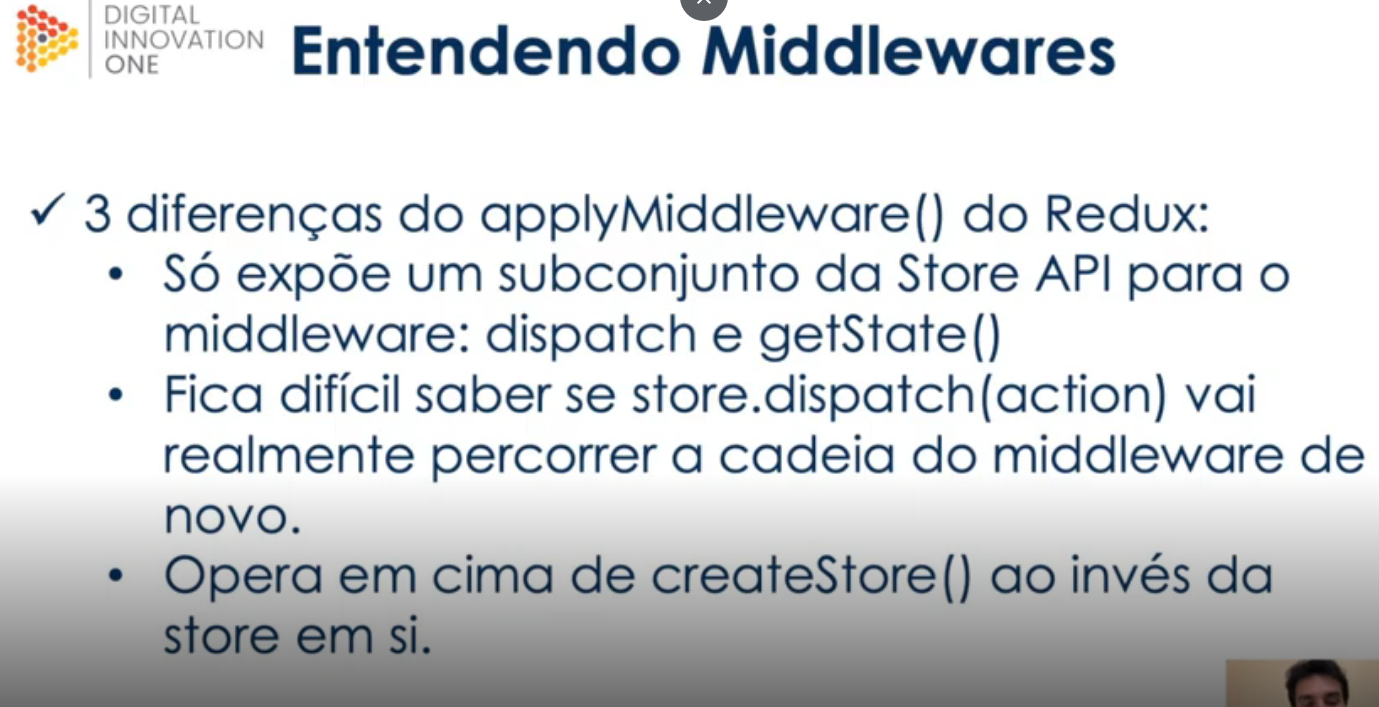 DIGITAL
INNOVATION
ONE
Entendendo Middlewares
✓ 3 diferenças do applyMiddleware() do Redux:
• Só expõe um subconjunto da Store API para o
middleware: dispatch e getState()
• Fica difícil saber se store.dispatch(action) vai
realmente percorrer a cadeia do middleware de
novo.
• Opera em cima de createStore() ao invés da
store em si.